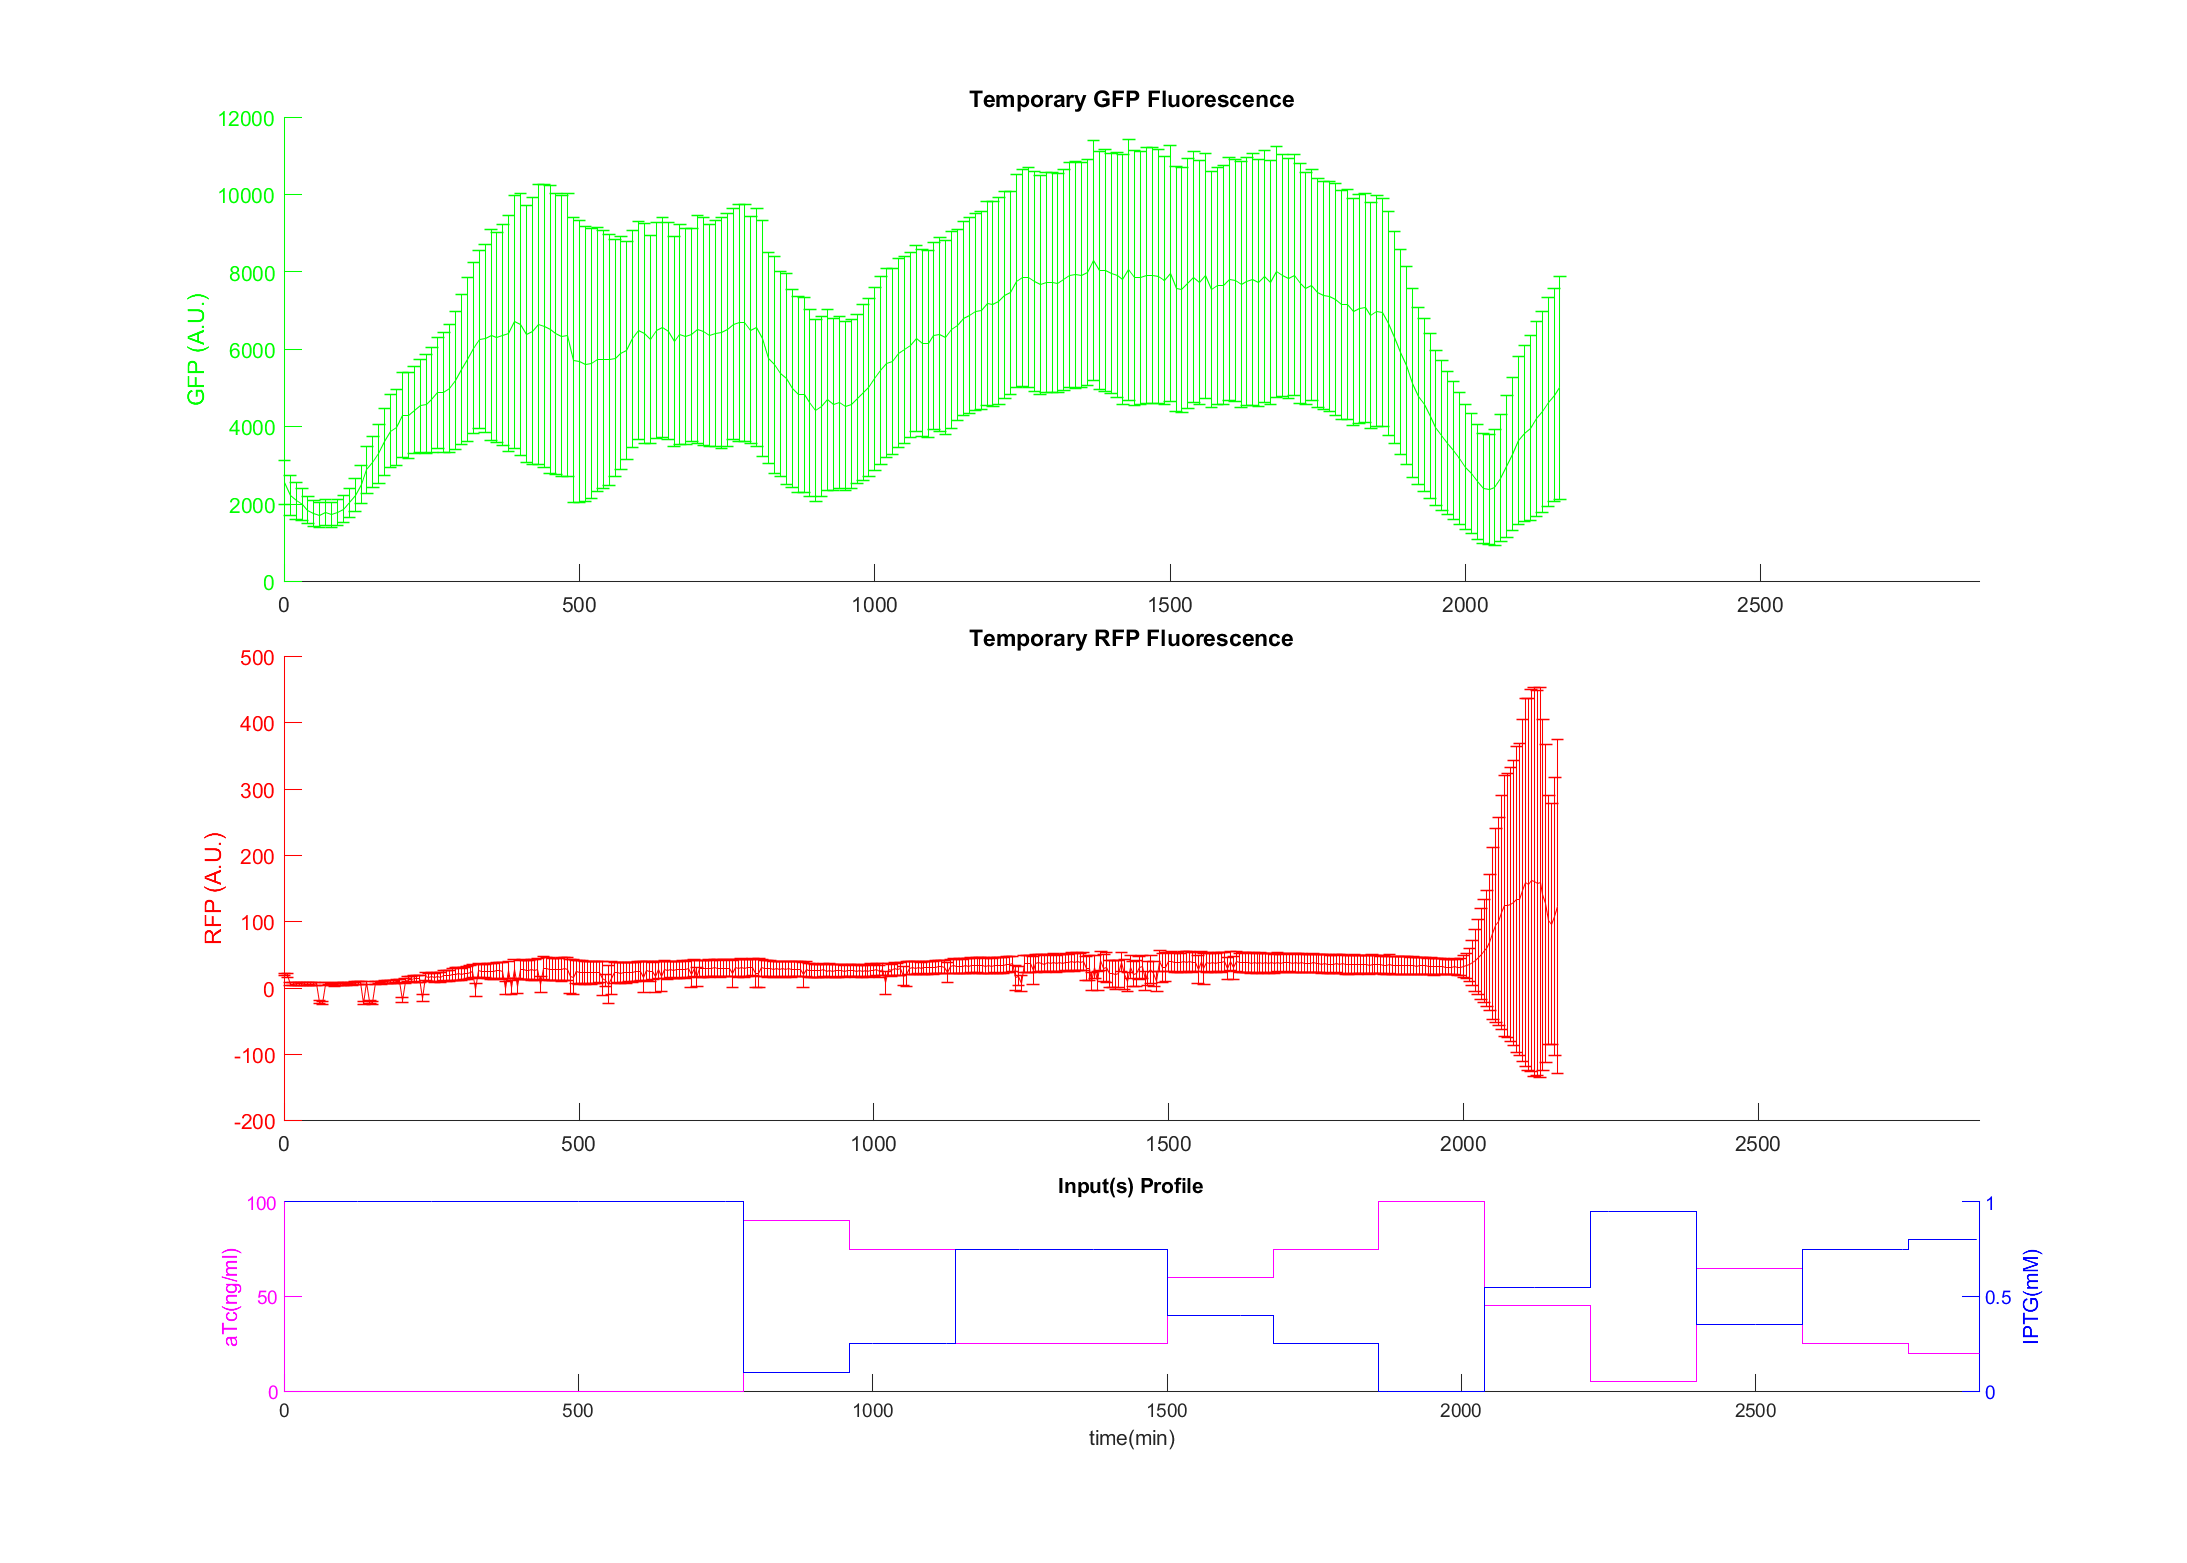 Temporary GFP Fluorescence
12000
10000
8000
6000
4000
2000
0
GFP (A.U.)
0 500 1000 1500 2000 2500
Temporary RFP Fluorescence
500
400
300
200
100
0
-100
-200
RFP (A.U.)
0 500 1000 1500 2000 2500
Input(s) Profile
100
50
0
aTc(ng/ml)
1
0.5
0
IPTG(mM)
0 500 1000 1500 2000 2500
time(min)